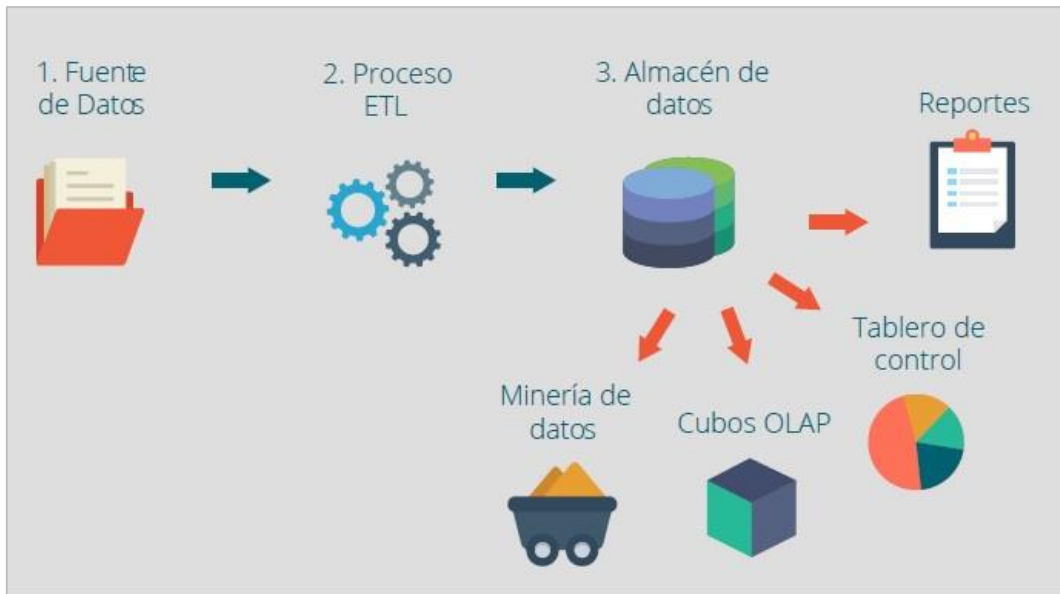 1. Fuente
de Datos
2. Proceso
ETL
3. Almacén de
datos
Reportes
Tablero de
control
Minería de
datos
Cubos OLAP